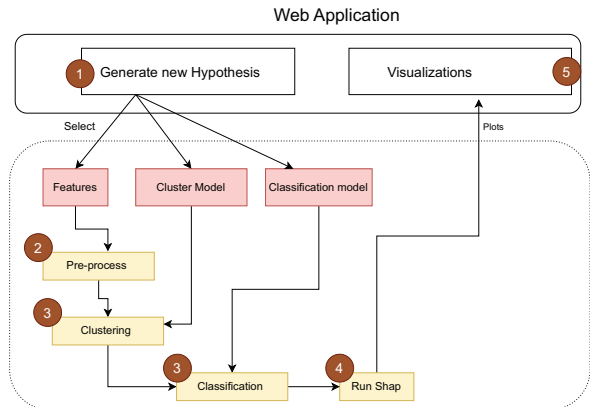 Web Application
1
Generate new Hypothesis
Visualizations
5
Select
Plots
Features
Cluster Model
Classification model
2
Pre-process
3
Clustering
3
Classification
4
Run Shap